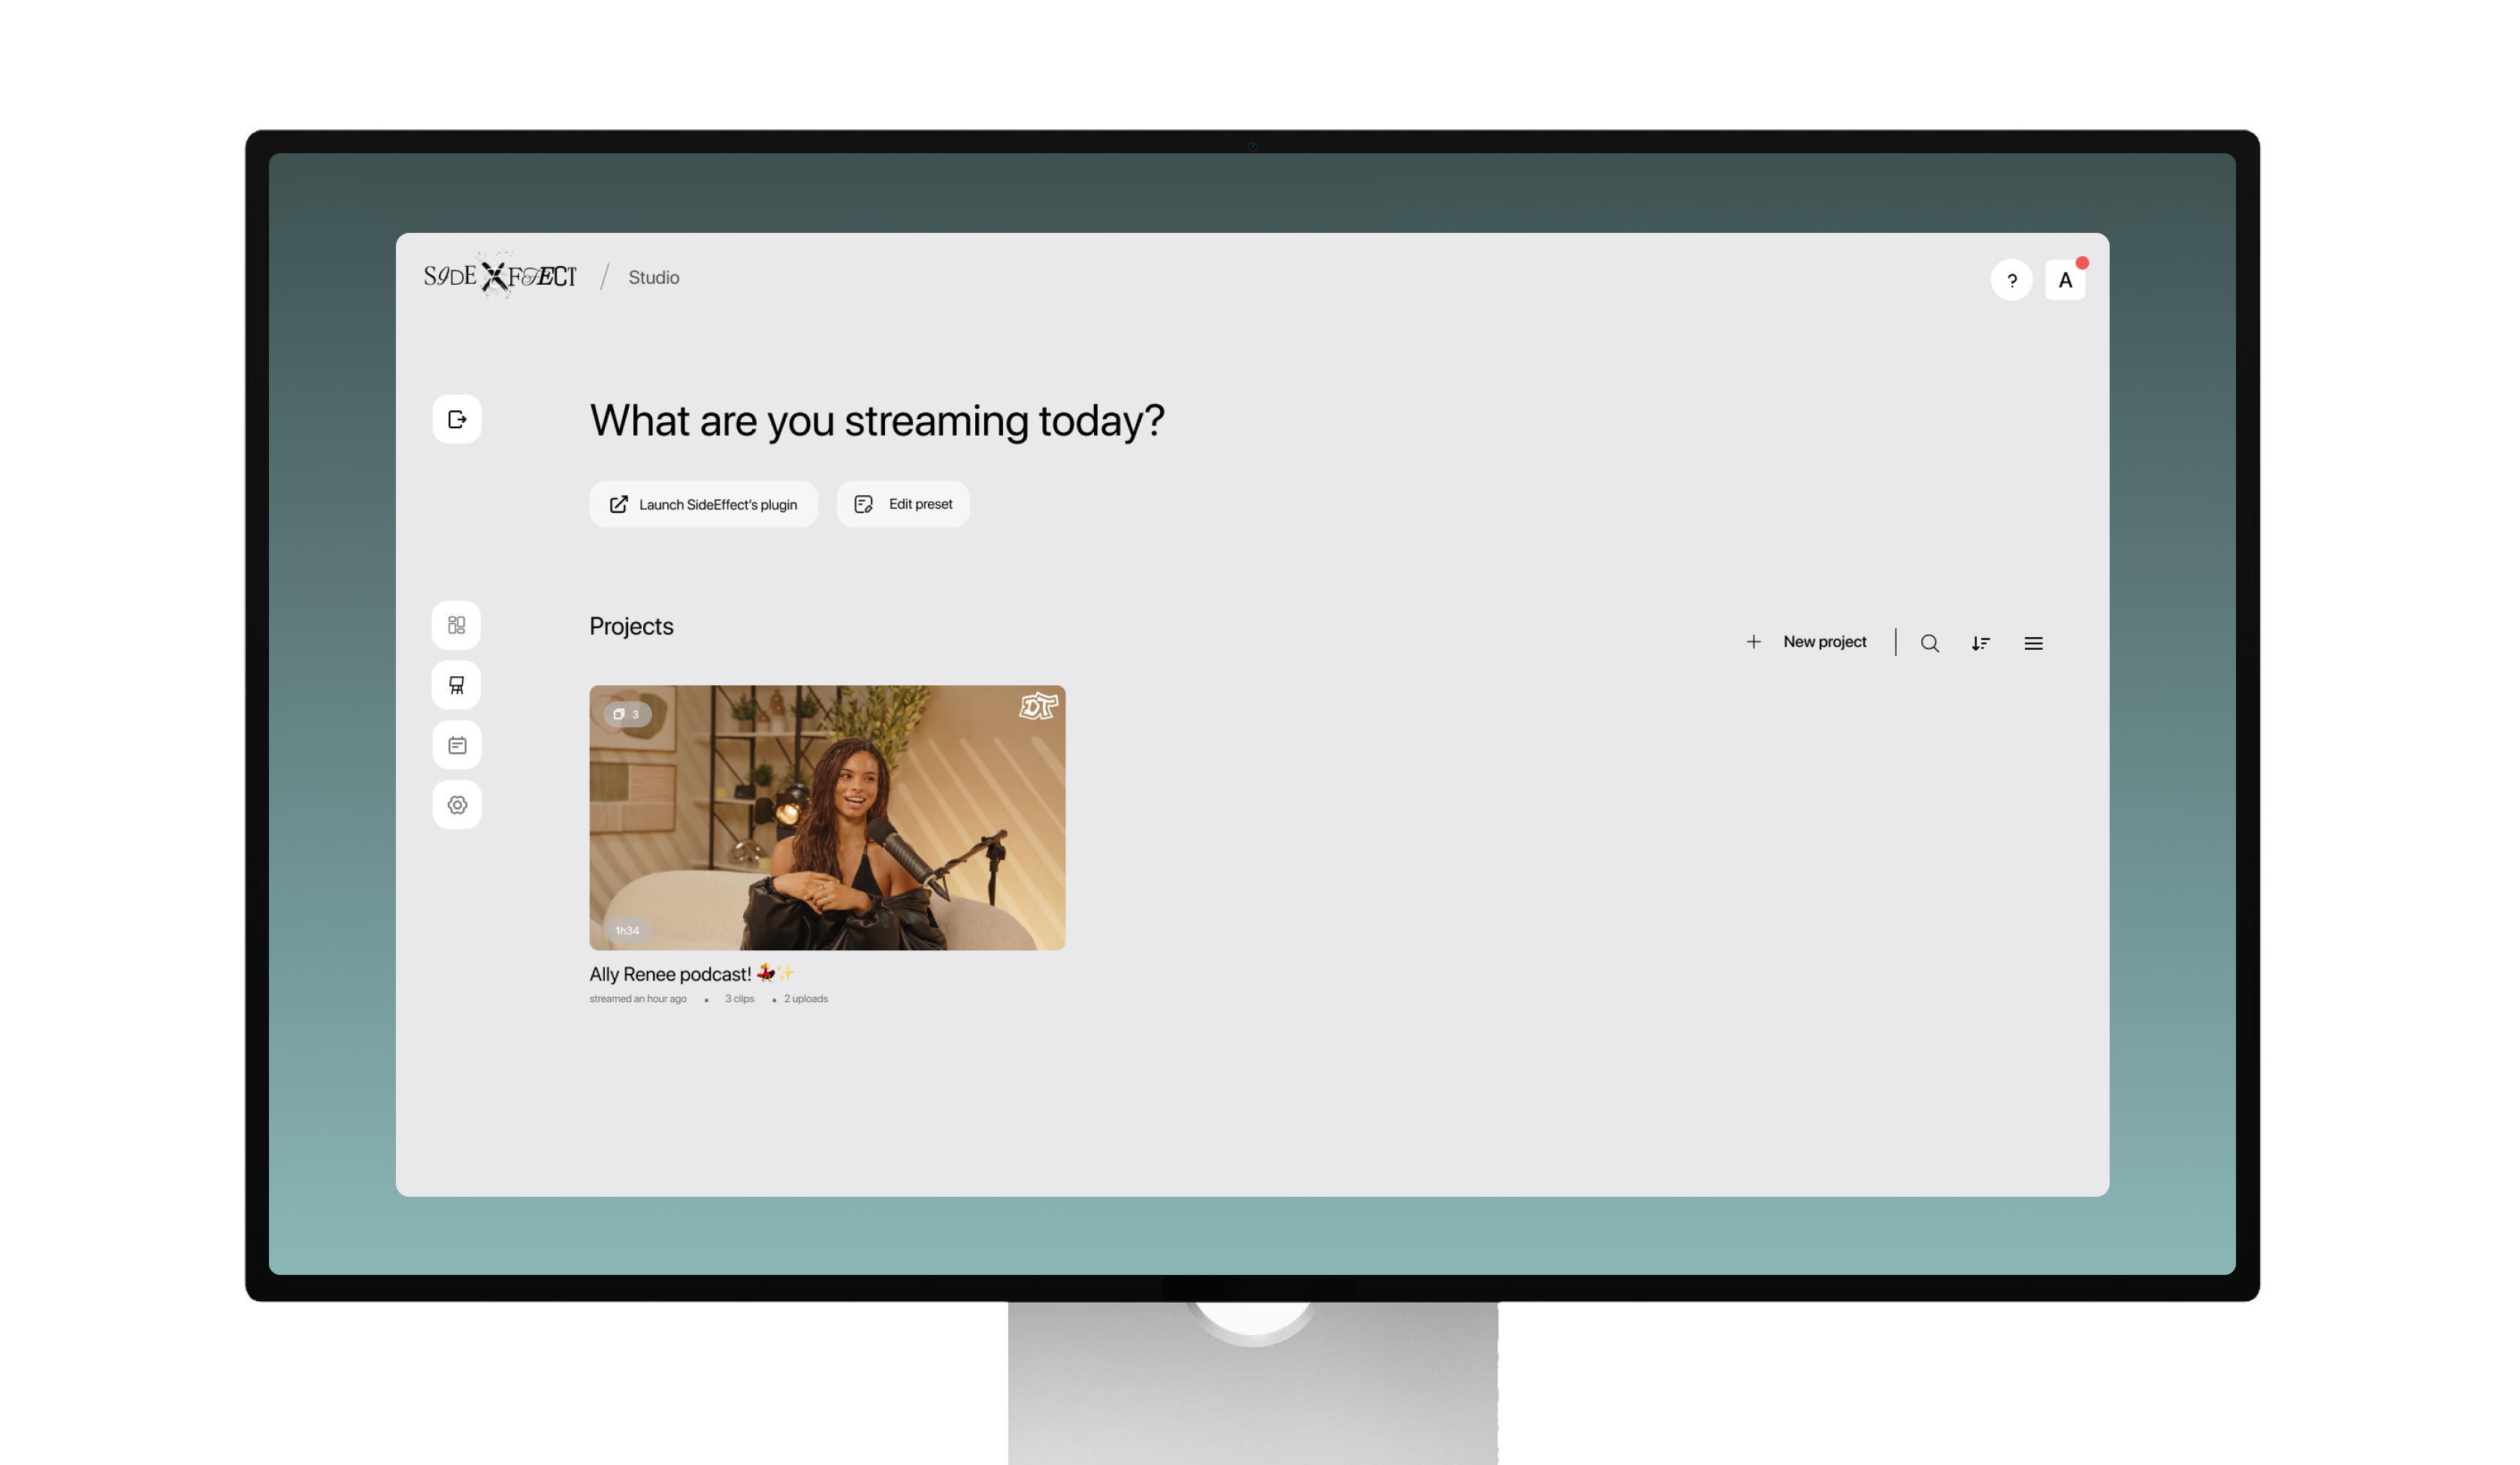 SIDE XFFECT / Studio
? A
What are you streaming today?
Launch SideEffect's plugin Edit preset
Projects
+ New project
3 DT
1h34
Ally Renee podcast! 💃✨
streamed an hour ago • 3 clips • 2 uploads